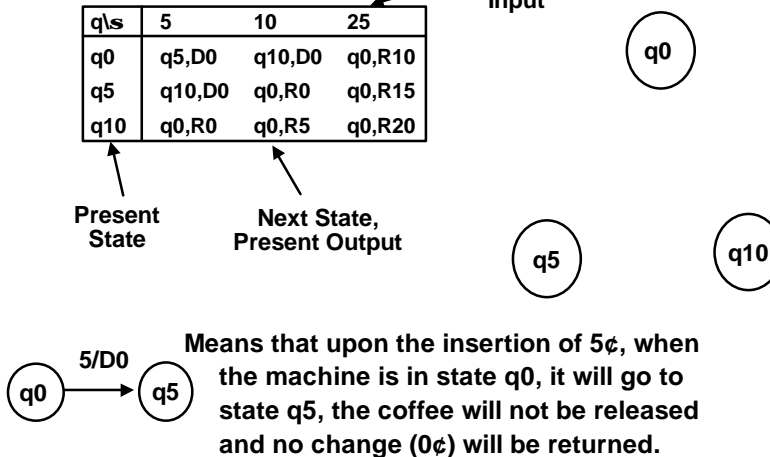 Input
q\s 5 10 25
q0 q5,D0 q10,D0 q0,R10
q5 q10,D0 q0,R0 q0,R15
q10 q0,R0 q0,R5 q0,R20
Present
State
Next State,
Present Output
q0
q5
q10
5/D0
q0
q5
Means that upon the insertion of 5¢, when
the machine is in state q0, it will go to
state q5, the coffee will not be released
and no change (0¢) will be returned.